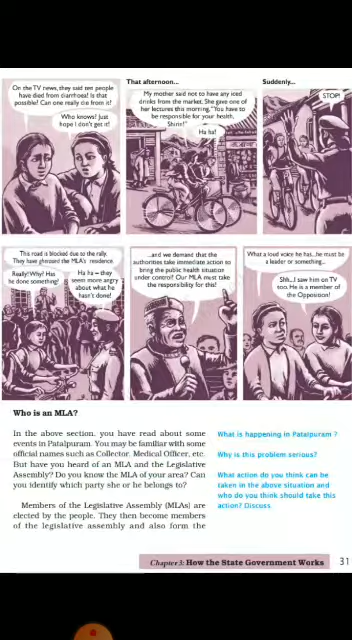 On the TV news, they said ten people
have died from diarrhoea! Is that
possible? Can one really die from it?
Who knows! Just
hope I don't get it!
That afternoon...
My mother said not to have any iced
drinks from the market. She gave one of
her lectures this morning, "You have to
be responsible for your health,
Shirin!"
Ha ha!
Suddenly...
STOP!
This road is blocked due to the rally.
They have gheraoed the MLA's residence.
Really! Why? Has
he done something?
Ha ha – they
seem more angry
about what he
hasn't done!
...and we demand that the
authorities take immediate action to
bring the public health situation
under control! Our MLA must take
the responsibility for this!
What a loud voice he has...he must be
a leader or something...
Shh...I saw him on TV
too. He is a member of
the Opposition!
Who is an MLA?
In the above section, you have read about some
events in Patalpuram. You may be familiar with some
official names such as Collector, Medical Officer, etc.
But have you heard of an MLA and the Legislative
Assembly? Do you know the MLA of your area? Can
you identify which party she or he belongs to?
Members of the Legislative Assembly (MLAs) are
elected by the people. They then become members
of the legislative assembly and also form the
What is happening in Patalpuram ?
Why is this problem serious?
What action do you think can be
taken in the above situation and
who do you think should take this
action? Discuss
Chapter 3: How the State Government Works 31